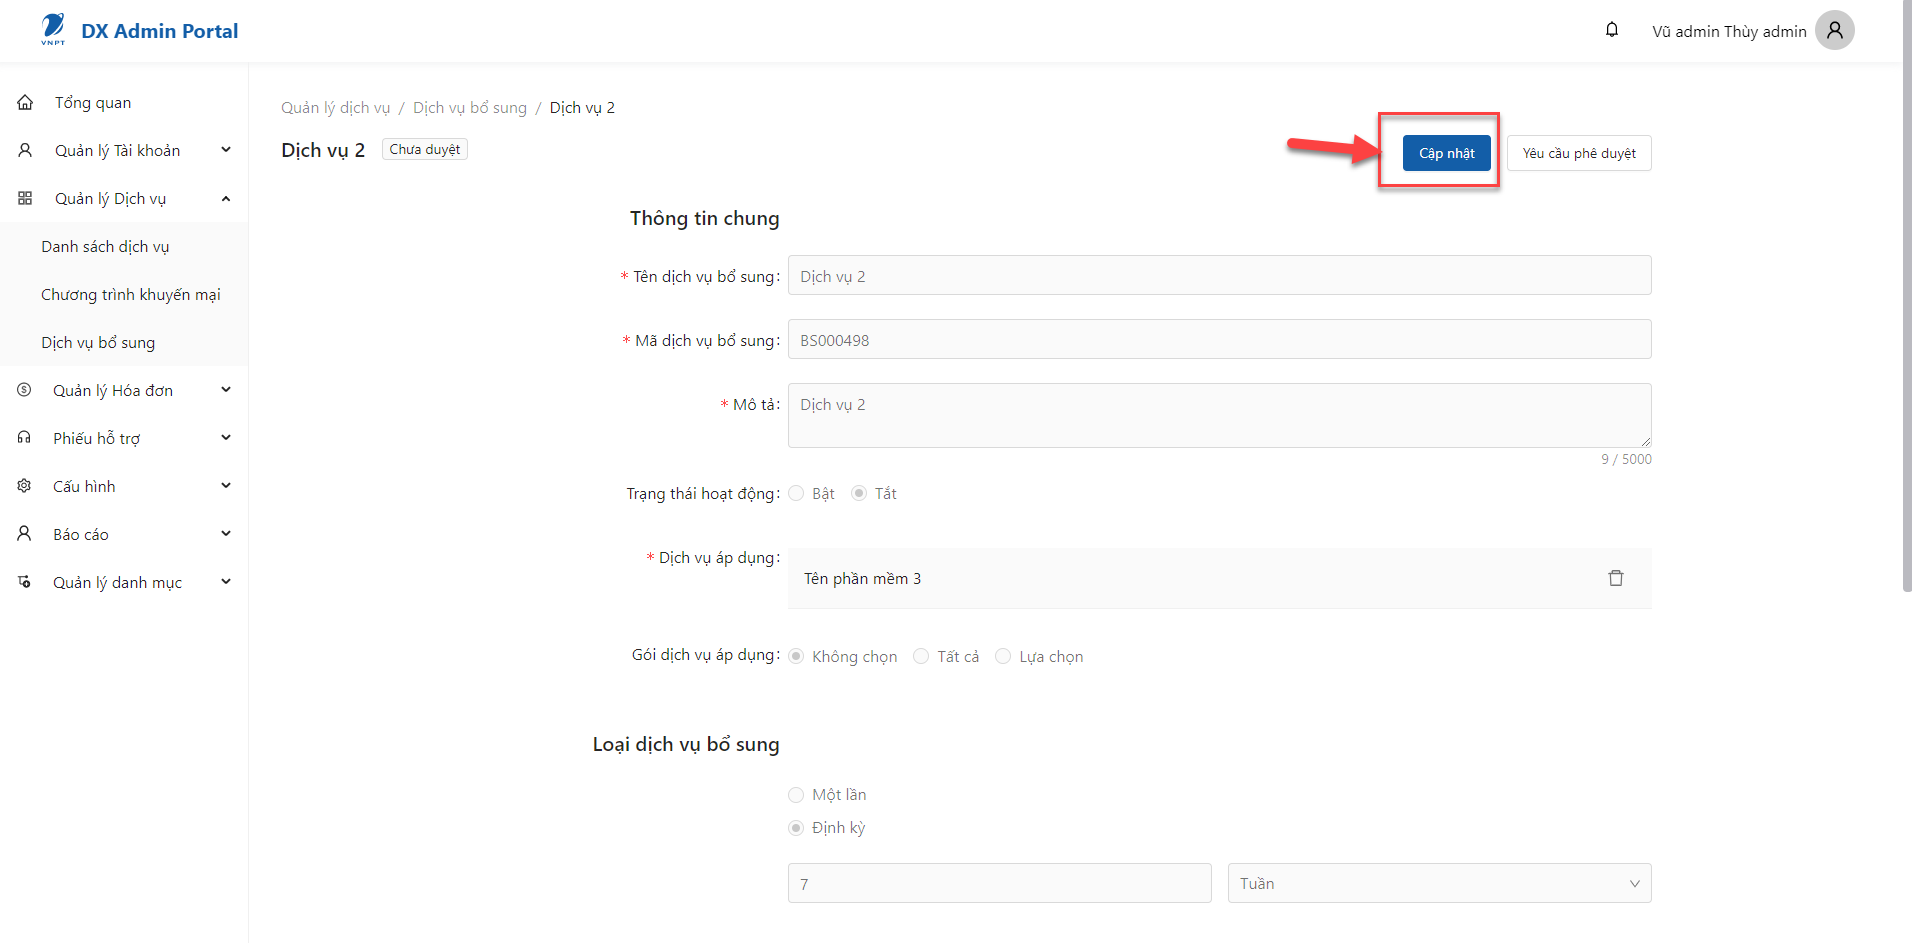 VNPT
DX Admin Portal
Vũ admin Thùy admin
Tổng quan
Quản lý Tài khoản
Quản lý Dịch vụ
Danh sách dịch vụ
Chương trình khuyến mại
Dịch vụ bổ sung
Quản lý Hóa đơn
Phiếu hỗ trợ
Cấu hình
Báo cáo
Quản lý danh mục
Quản lý dịch vụ / Dịch vụ bổ sung / Dịch vụ 2
Dịch vụ 2 Chưa duyệt
Cập nhật
Yêu cầu phê duyệt
Thông tin chung
* Tên dịch vụ bổ sung: Dịch vụ 2
* Mã dịch vụ bổ sung: BS000498
* Mô tả: Dịch vụ 2
9 / 5000
Trạng thái hoạt động: Bật Tắt
* Dịch vụ áp dụng:
Tên phần mềm 3
Gói dịch vụ áp dụng: Không chọn Tất cả Lựa chọn
Loại dịch vụ bổ sung
Một lần
Định kỳ
7 Tuần